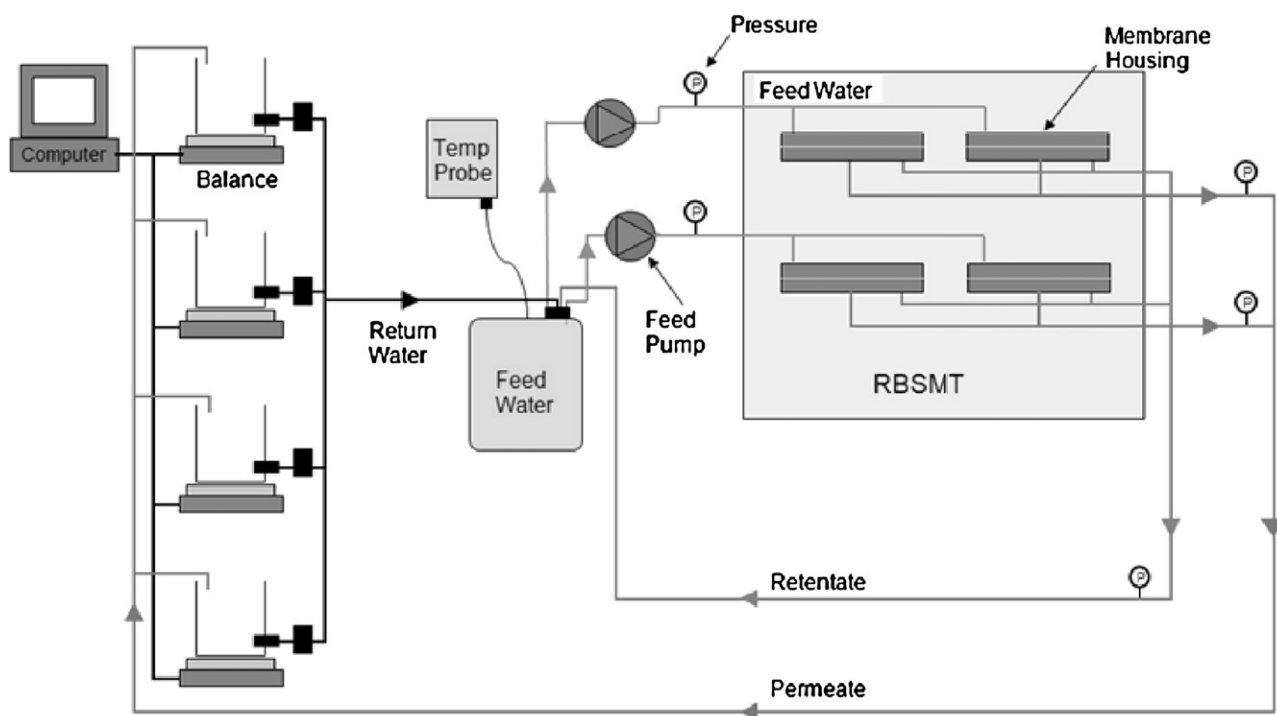 Pressure
Membrane
Housing
Feed Water
P
P
Computer
Balance
Temp
Probe
P
P
Return
Water
Feed
Pump
Feed
Water
RBSMT
P
Retentate
P
Permeate